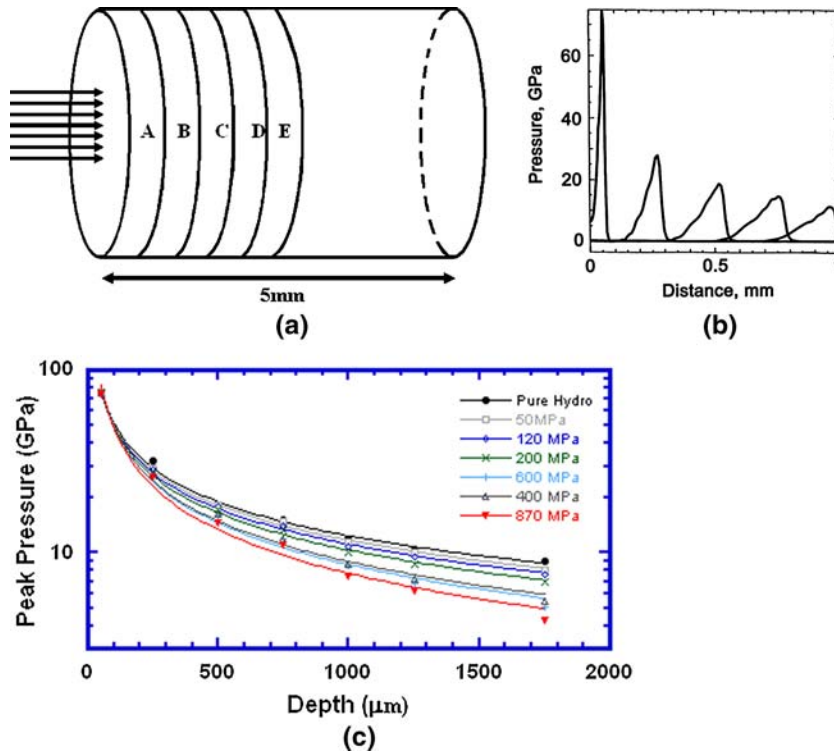 A B C D E
5mm
(a)
Pressure, GPa
60
40
20
0
0 0.5
Distance, mm
(b)
Peak Pressure (GPa)
100
10
Pure Hydro
50MPa
120 MPa
200 MPa
600 MPa
400 MPa
870 MPa
0 500 1000 1500 2000
Depth (μm)
(c)